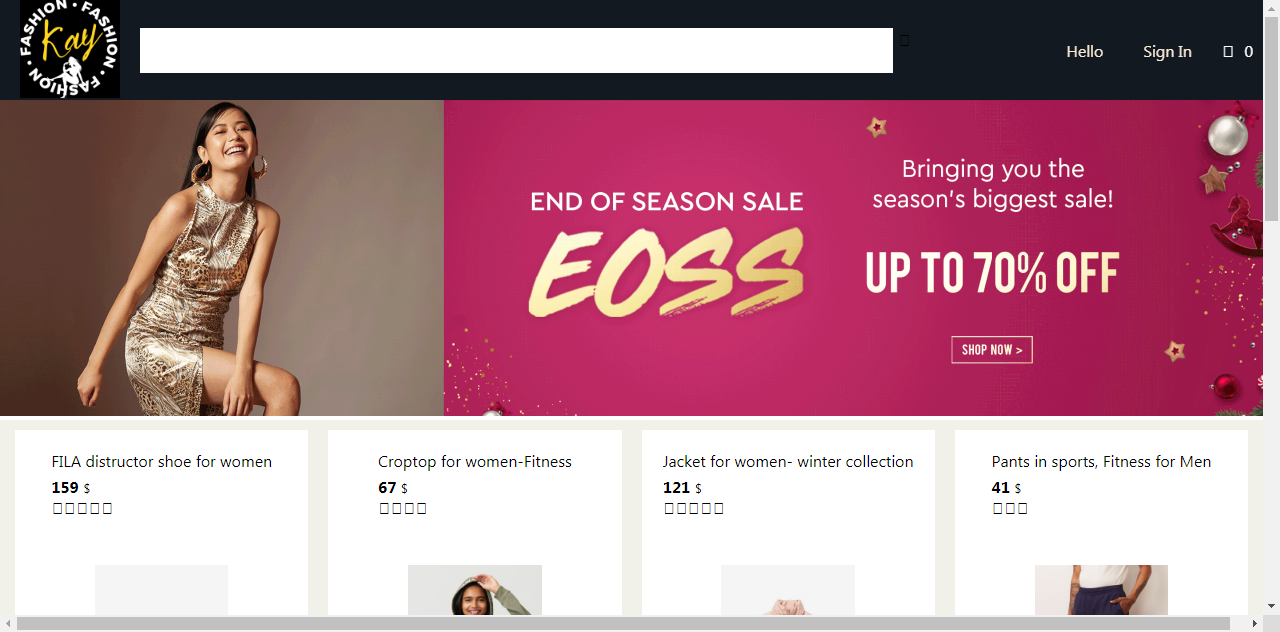 FASHION • FASHION • FASHION • FASHION
Kay
Hello
Sign In
0
END OF SEASON SALE
EOSS
Bringing you the
season's biggest sale!
UP TO 70% OFF
SHOP NOW >
FILA distructor shoe for women
159 $
Croptop for women-Fitness
67 $
Jacket for women- winter collection
121 $
Pants in sports, Fitness for Men
41 $